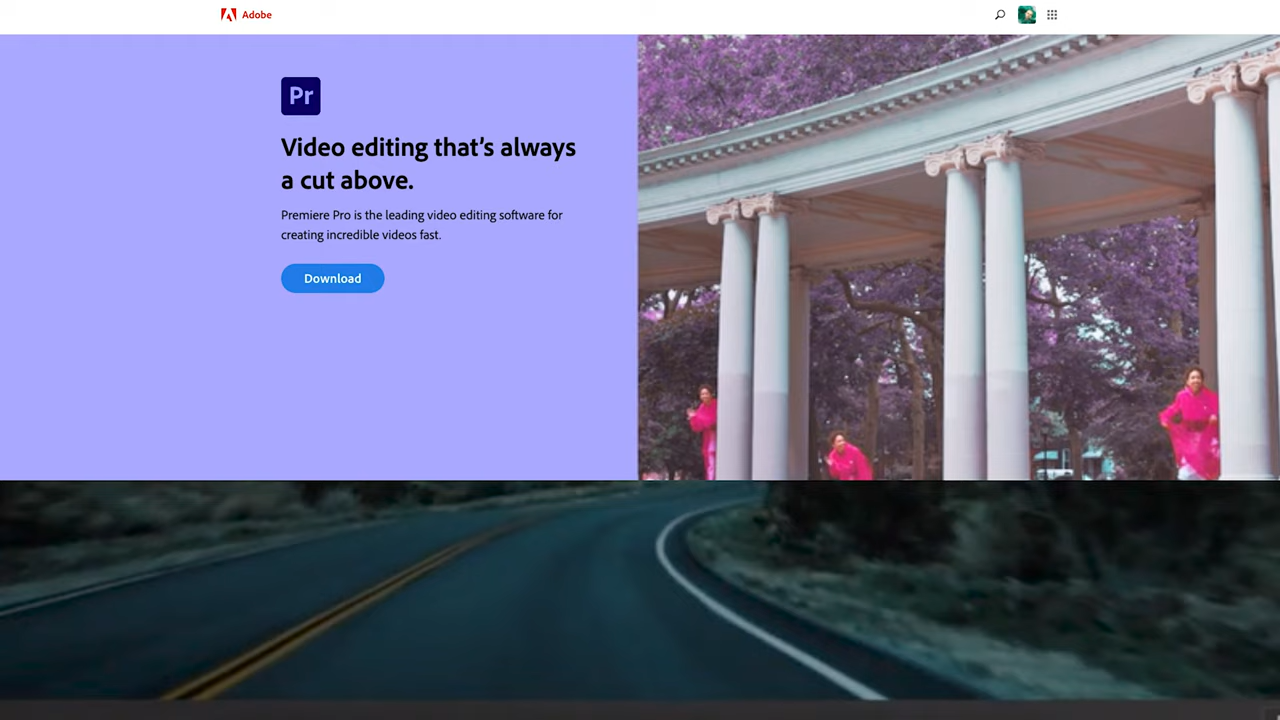 Adobe
Pr
Video editing that's always
a cut above.
Premiere Pro is the leading video editing software for
creating incredible videos fast.
Download